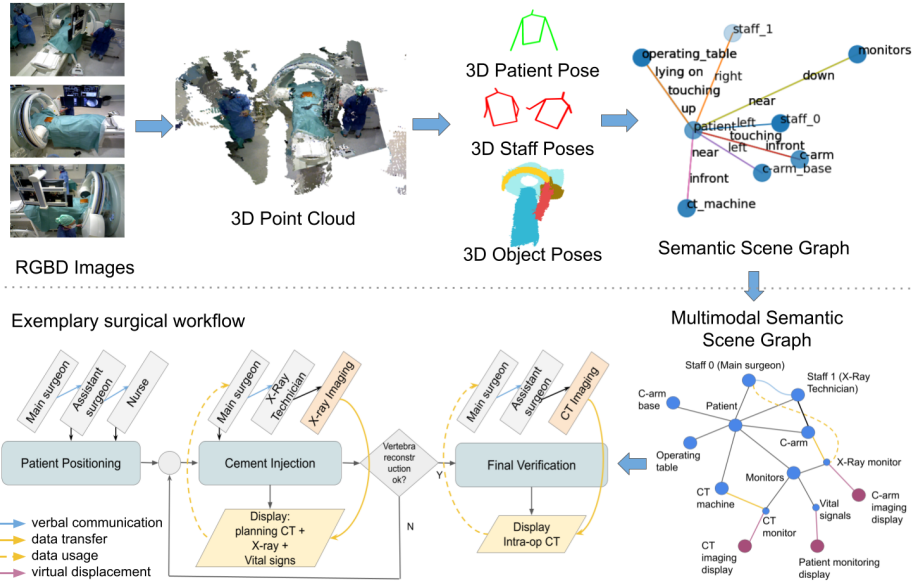 RGBD Images
3D Point Cloud
3D Patient Pose
3D Staff Poses
3D Object Poses
staff_1
operating_table
monitors
lying on
right
down
touching
near
up
patient
left
staff_0
touching
infront
near
left
c-arm
c-arm_base
infront
ct_machine
Semantic Scene Graph
Exemplary surgical workflow
Main surgeon
Assistant
surgeon
Nurse
Patient Positioning
Main surgeon
X-Ray
Technician
X-ray Imaging
Cement Injection
Display:
planning CT +
X-ray +
Vital signs
Vertebra
reconstr
uction
ok?
Y
N
Main surgeon
Assistant
surgeon
CT Imaging
Final Verification
Display
Intra-op CT
verbal communication
data transfer
data usage
virtual displacement
Multimodal Semantic
Scene Graph
Staff 0 (Main surgeon)
Staff 1 (X-Ray
Technician)
C-arm
base
Patient
C-arm
Operating
table
Monitors
X-Ray monitor
CT
machine
CT
monitor
Vital
signals
C-arm
imaging
display
CT
imaging
display
Patient monitoring
display